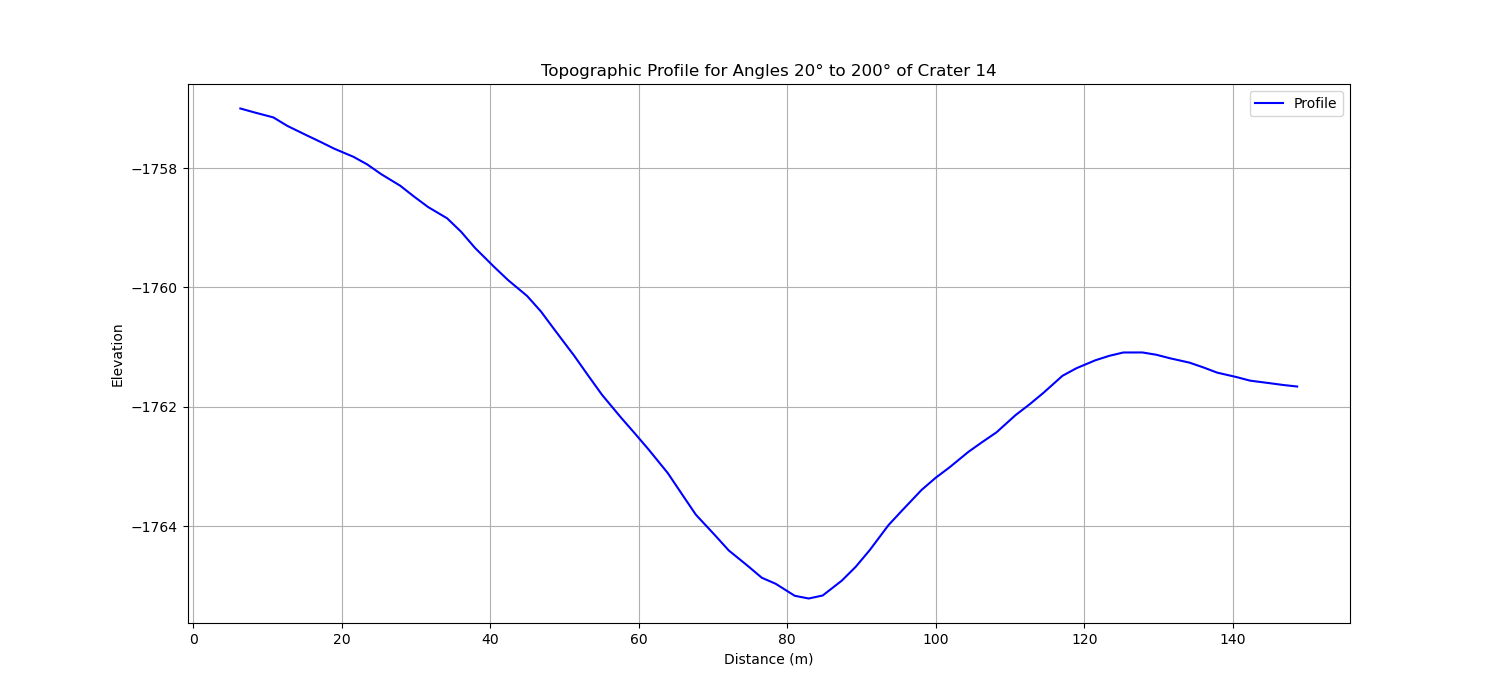 Topographic Profile for Angles 20° to 200° of Crater 14
Profile
−1758
−1760
−1762
−1764
Elevation
0 20 40 60 80 100 120 140
Distance (m)